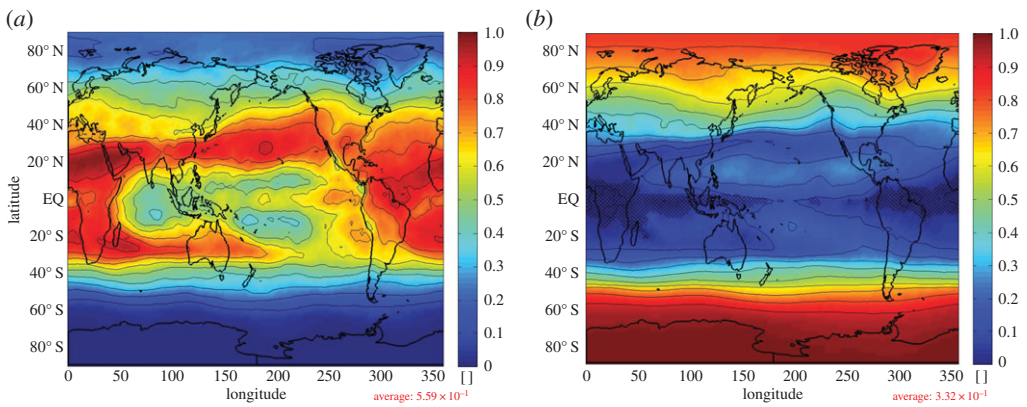 (a)
1.0
80° N
0.9
60° N
0.8
40° N
0.7
20° N
0.6
latitude
EQ
0.5
0.4
20° S
0.3
40° S
0.2
60° S
0.1
80° S
0
0 50 100 150 200 250 300 350 [ ]
longitude
average: 5.59 × 10⁻¹
(b)
1.0
80° N
0.9
60° N
0.8
40° N
0.7
20° N
0.6
EQ
0.5
0.4
20° S
0.3
40° S
0.2
60° S
0.1
80° S
0
0 50 100 150 200 250 300 350 [ ]
longitude
average: 3.32 × 10⁻¹